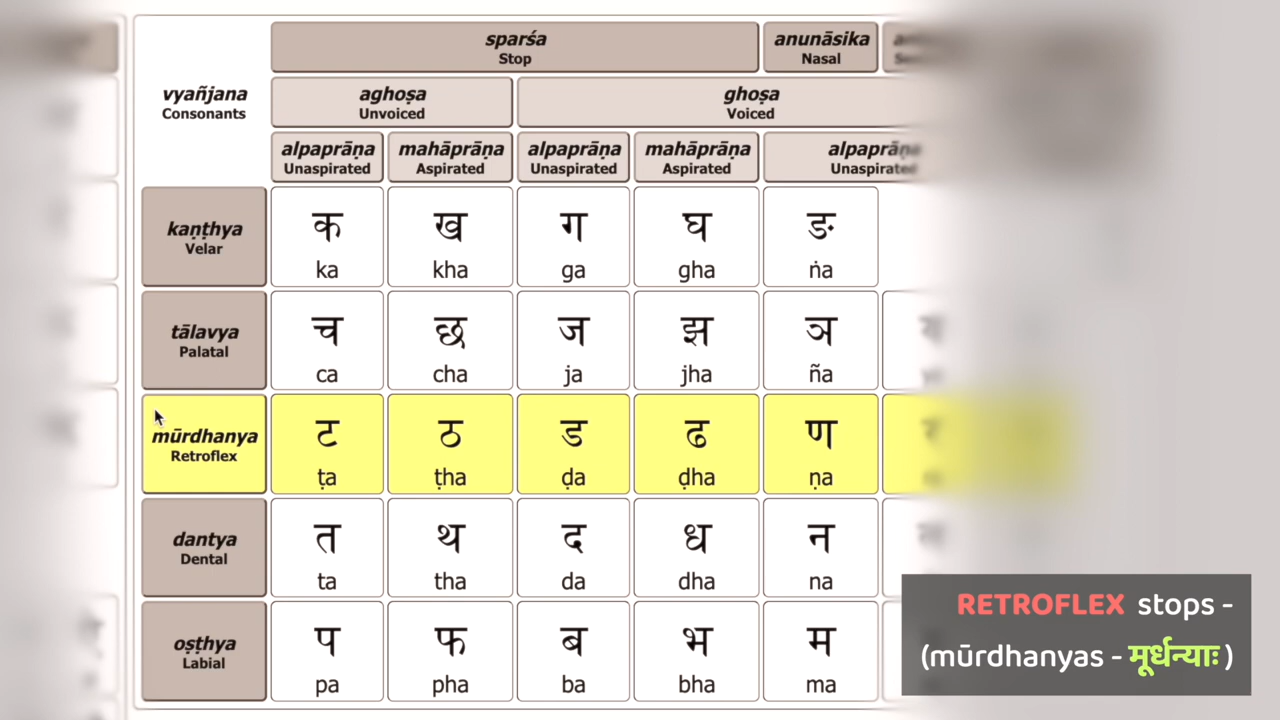 sparśa
Stop
anunāsika
Nasal
vyañjana
Consonants
aghoṣa
Unvoiced
ghoṣa
Voiced
alpaprāṇa
Unaspirated
mahāprāṇa
Aspirated
alpaprāṇa
Unaspirated
mahāprāṇa
Aspirated
alpaprāṇa
Unaspirated
kaṇṭhya
Velar
क ख ग घ ङ
ka kha ga gha ṅa
tālavya
Palatal
च छ ज झ ञ
ca cha ja jha ña
mūrdhanya
Retroflex
ट ठ ड ढ ण
ṭa ṭha ḍa ḍha ṇa
dantya
Dental
त थ द ध न
ta tha da dha na
oṣṭhya
Labial
प फ ब भ म
pa pha ba bha ma
RETROFLEX stops -
(mūrdhanyas - मूर्धन्याः )